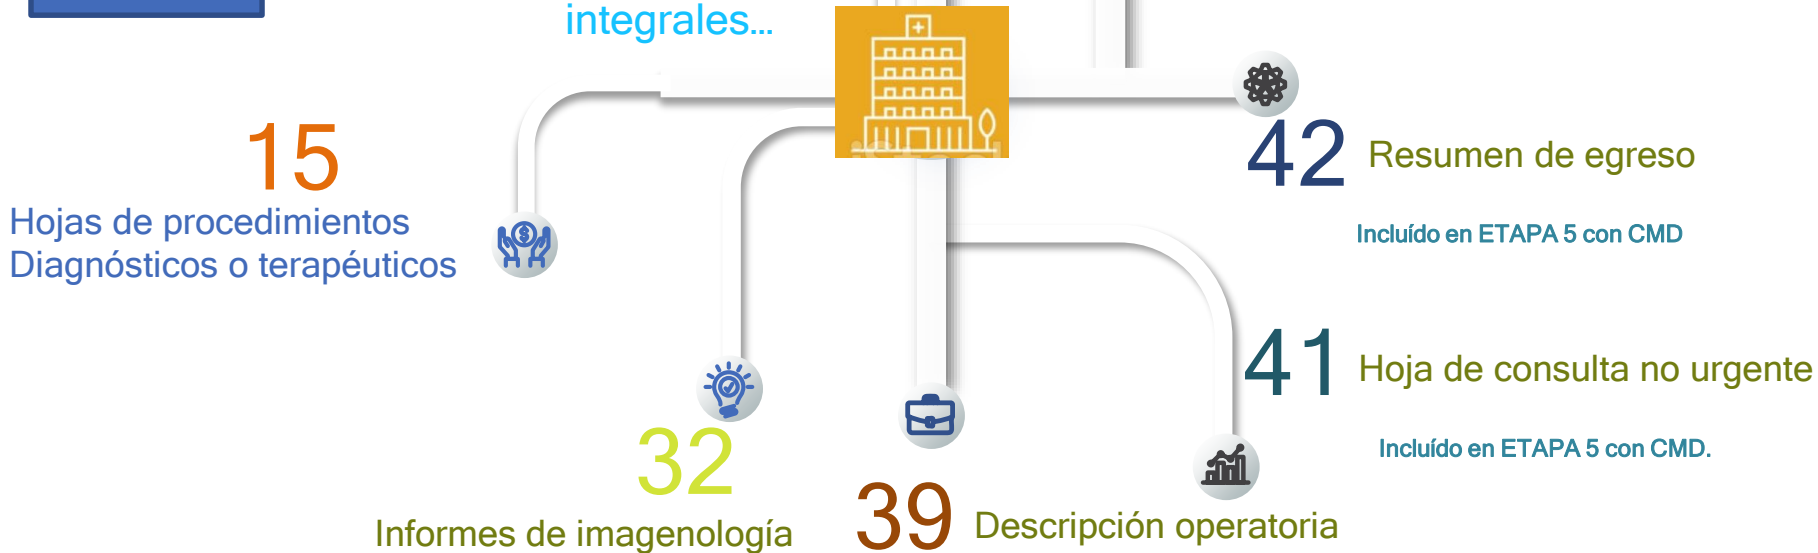 integrales...
15
Hojas de procedimientos
Diagnósticos o terapéuticos
42
Resumen de egreso
Incluído en ETAPA 5 con CMD
41
Hoja de consulta no urgente
Incluído en ETAPA 5 con CMD.
32
Informes de imagenología
39
Descripción operatoria